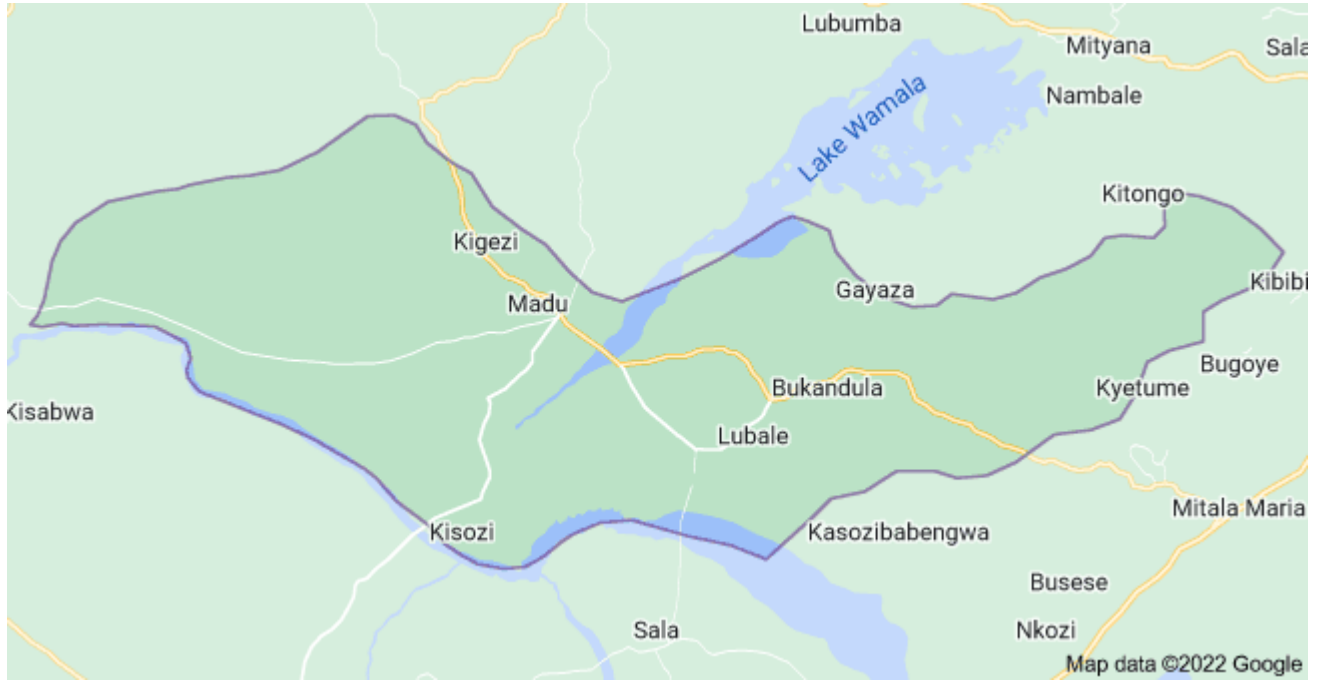 Lubumba
Mityana
Sala
Nambale
Lake Wamala
Kitongo
Kigezi
Kibibi
Gayaza
Madu
Bugoye
Bukandula
Kyetume
Kisabwa
Lubale
Mitala Maria
Kisozi
Kasozibabengwa
Busese
Sala
Nkozi
Map data ©2022 Google